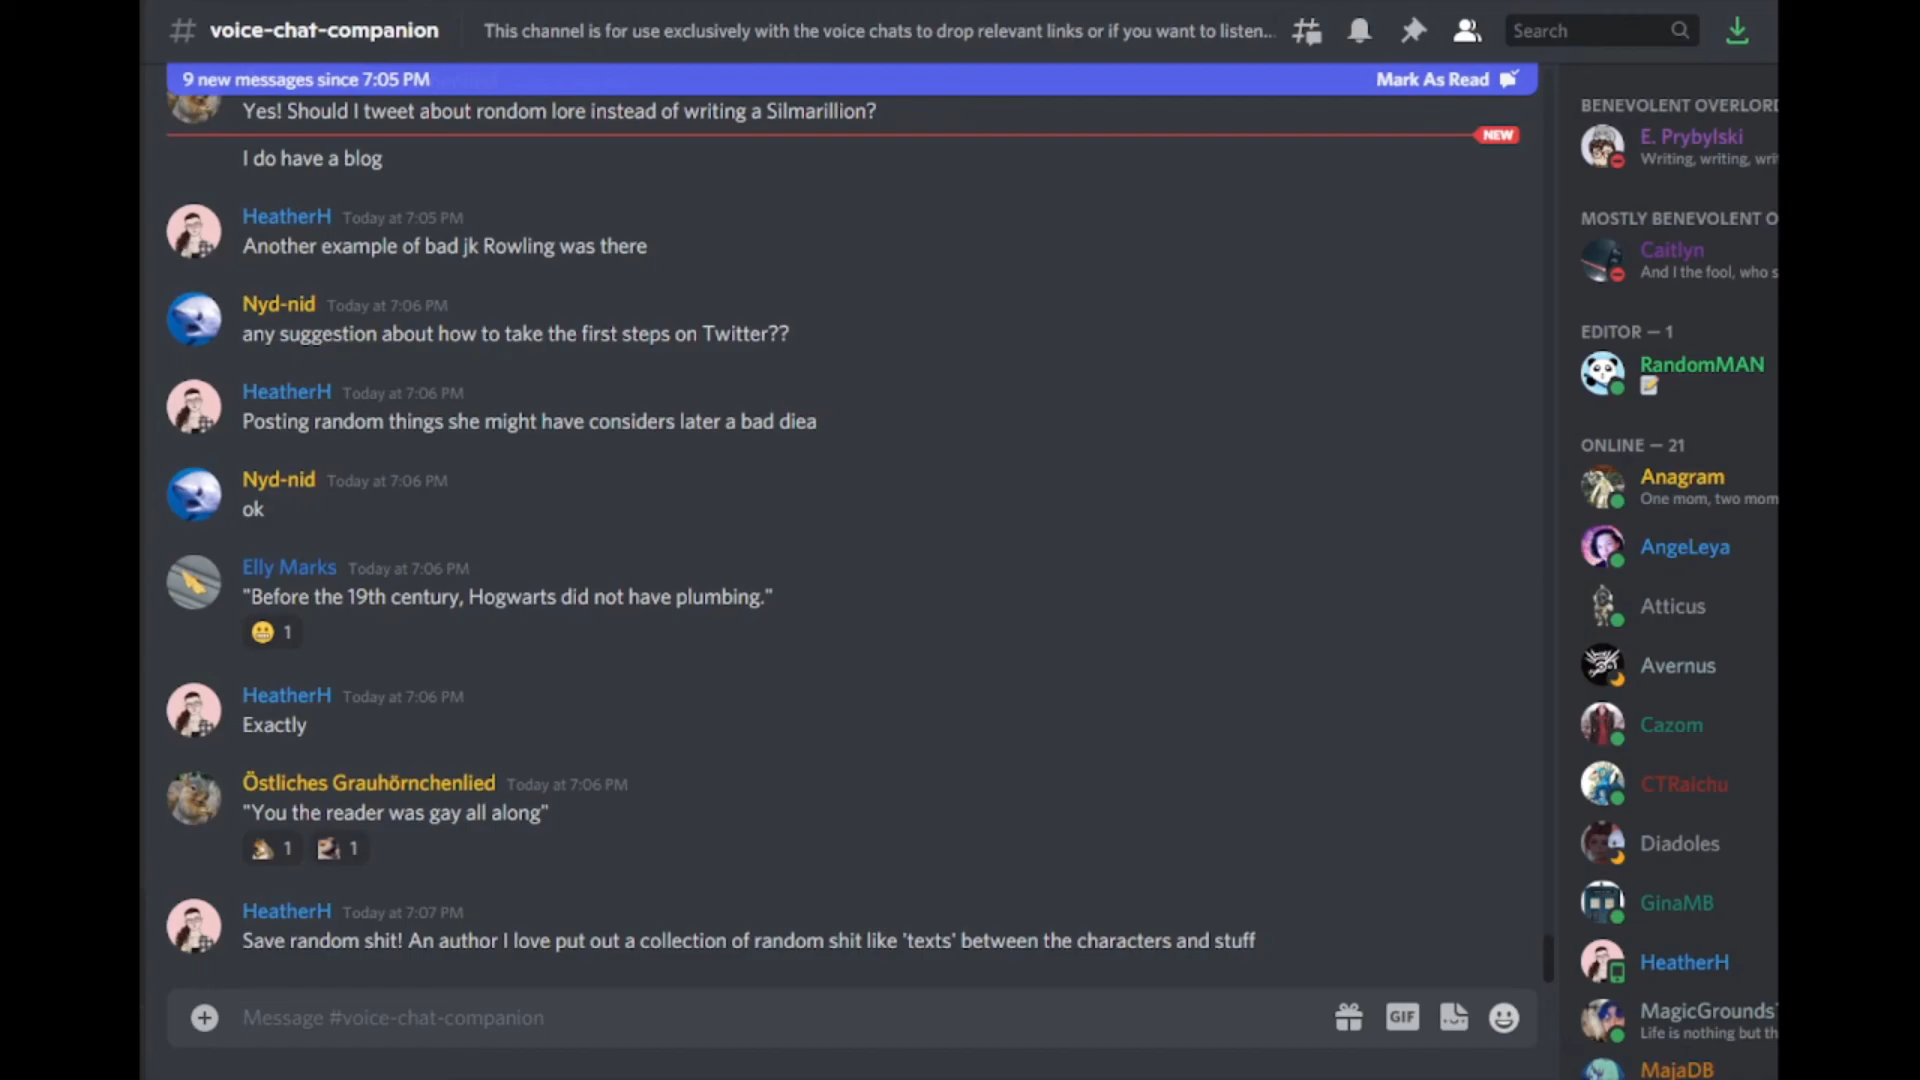 # voice-chat-companion
This channel is for use exclusively with the voice chats to drop relevant links or if you want to listen...
Search
9 new messages since 7:05 PM
Mark As Read
Yes! Should I tweet about rondom lore instead of writing a Silmarillion?
NEW
I do have a blog
HeatherH Today at 7:05 PM
Another example of bad jk Rowling was there
Nyd-nid Today at 7:06 PM
any suggestion about how to take the first steps on Twitter??
HeatherH Today at 7:06 PM
Posting random things she might have considers later a bad diea
Nyd-nid Today at 7:06 PM
ok
Elly Marks Today at 7:06 PM
"Before the 19th century, Hogwarts did not have plumbing."
1
HeatherH Today at 7:06 PM
Exactly
Östliches Grauhörnchenlied Today at 7:06 PM
"You the reader was gay all along"
1 1
HeatherH Today at 7:07 PM
Save random shit! An author I love put out a collection of random shit like 'texts' between the characters and stuff
Message #voice-chat-companion
GIF
BENEVOLENT OVERLORD
E. Prybylski
Writing, writing, wri
MOSTLY BENEVOLENT O
Caitlyn
And I the fool, who s
EDITOR — 1
RandomMAN
ONLINE — 21
Anagram
One mom, two mom
AngeLeya
Atticus
Avernus
Cazom
CTRaichu
Diadoles
GinaMB
HeatherH
MagicGrounds
Life is nothing but th
MajaDB